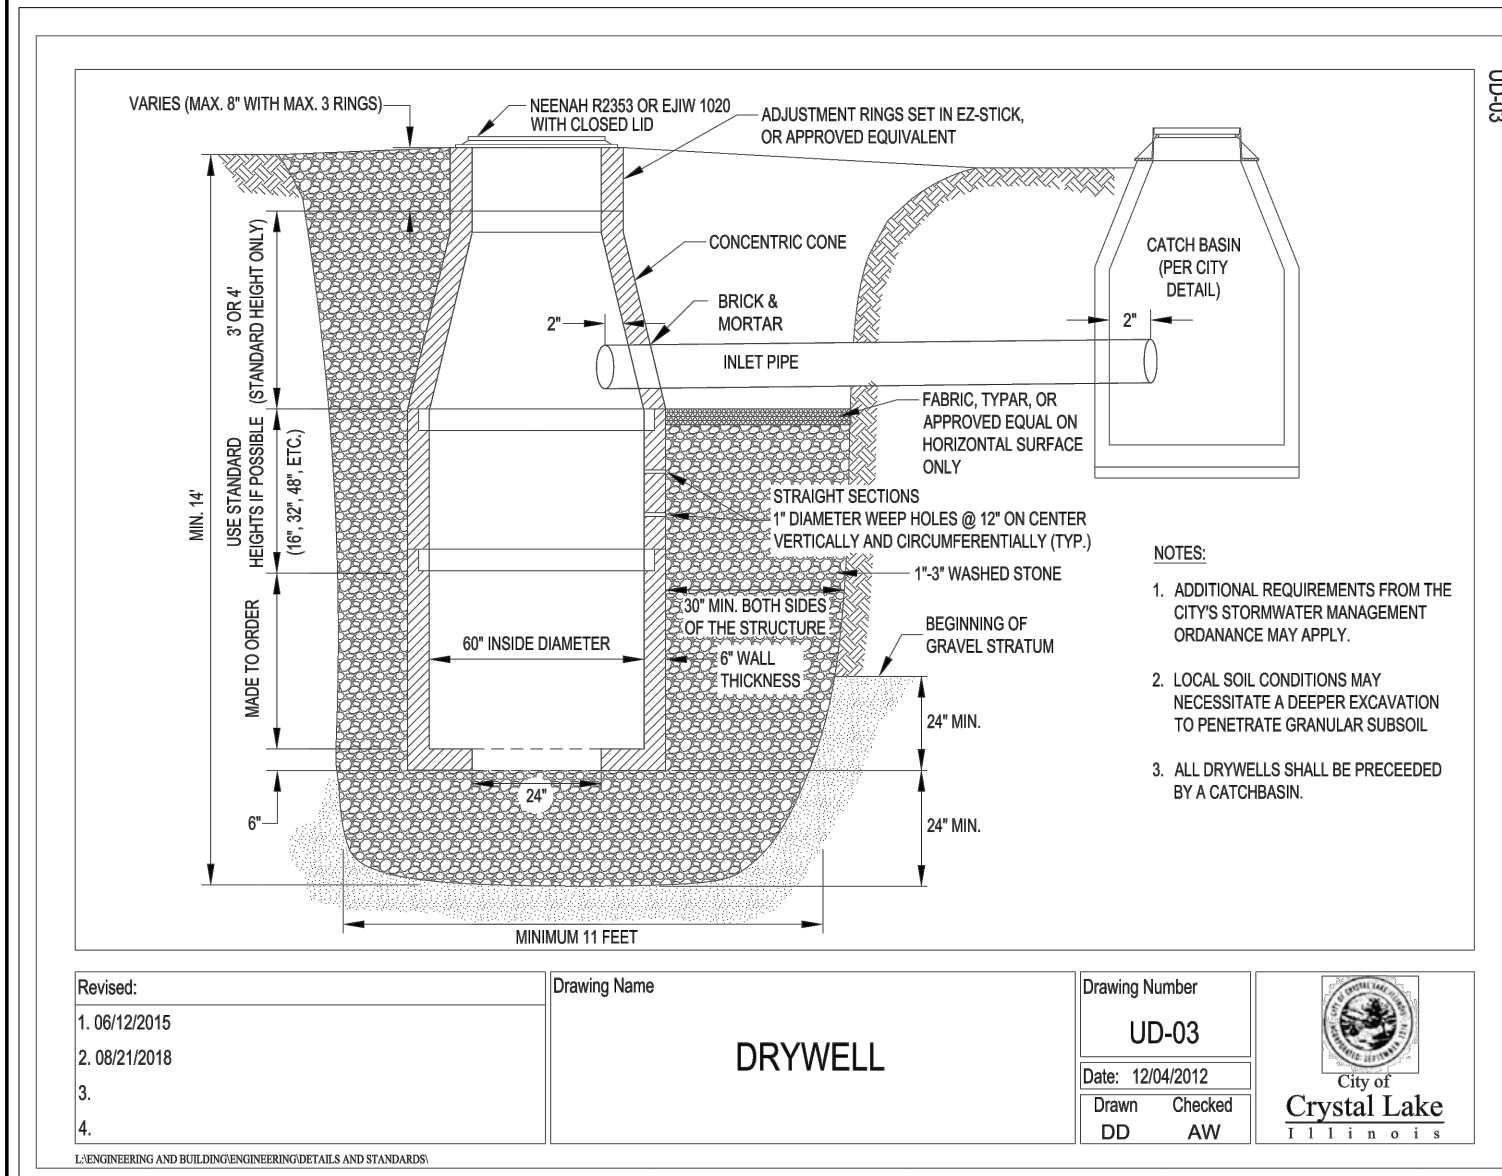 UD-03
VARIES (MAX. 8" WITH MAX. 3 RINGS)
NEENAH R2353 OR EJIW 1020
WITH CLOSED LID
ADJUSTMENT RINGS SET IN EZ-STICK,
OR APPROVED EQUIVALENT
CONCENTRIC CONE
BRICK &
MORTAR
2"
INLET PIPE
CATCH BASIN
(PER CITY
DETAIL)
2"
3' OR 4'
(STANDARD HEIGHT ONLY)
USE STANDARD
HEIGHTS IF POSSIBLE
(16", 32", 48", ETC.)
MIN. 14'
MADE TO ORDER
6"
FABRIC, TYPAR, OR
APPROVED EQUAL ON
HORIZONTAL SURFACE
ONLY
STRAIGHT SECTIONS
1" DIAMETER WEEP HOLES @ 12" ON CENTER
VERTICALLY AND CIRCUMFERENTIALLY (TYP.)
1"-3" WASHED STONE
30" MIN. BOTH SIDES
OF THE STRUCTURE
60" INSIDE DIAMETER
6" WALL
THICKNESS
BEGINNING OF
GRAVEL STRATUM
24" MIN.
24"
24" MIN.
MINIMUM 11 FEET
NOTES:
1. ADDITIONAL REQUIREMENTS FROM THE
CITY'S STORMWATER MANAGEMENT
ORDANANCE MAY APPLY.
2. LOCAL SOIL CONDITIONS MAY
NECESSITATE A DEEPER EXCAVATION
TO PENETRATE GRANULAR SUBSOIL
3. ALL DRYWELLS SHALL BE PRECEEDED
BY A CATCHBASIN.
Revised:
1. 06/12/2015
2. 08/21/2018
3.
4.
Drawing Name
DRYWELL
Drawing Number
UD-03
Date: 12/04/2012
Drawn Checked
DD AW
City of
Crystal Lake
Illinois
L:\ENGINEERING AND BUILDING\ENGINEERING\DETAILS AND STANDARDS\